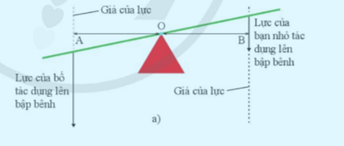 Giá của lực
O
A
B
Lực của
bạn nhỏ tác
dụng lên
bập bênh
Lực của bố
tác dụng lên
bập bênh
Giá của lực
a)